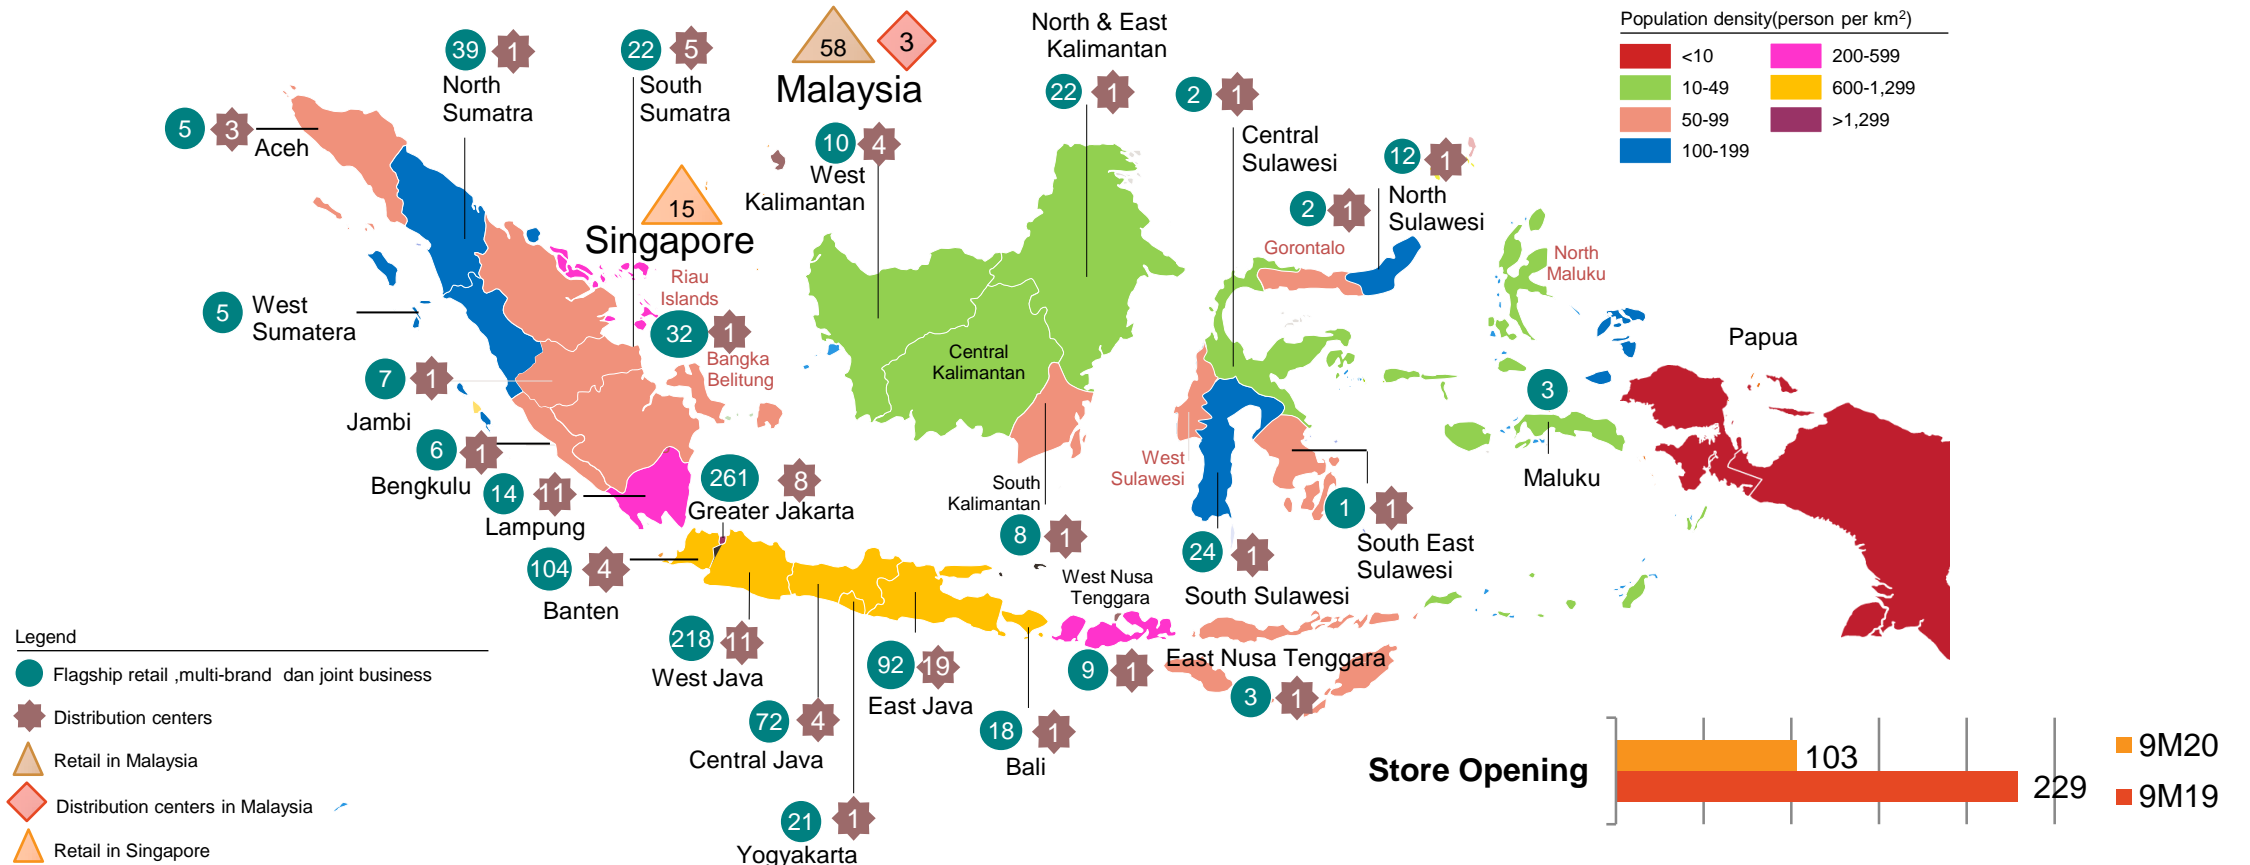 39
1
North
Sumatra
22
5
South
Sumatra
58
3
Malaysia
North & East
Kalimantan
22
1
2
1
Central
Sulawesi
Population density(person per km²)
<10
10-49
50-99
100-199
200-599
600-1,299
>1,299
5
3
Aceh
10
4
West
Kalimantan
12
1
North
Sulawesi
2
1
Gorontalo
15
Singapore
North
Maluku
Riau
Islands
32
1
Bangka
Belitung
5
West
Sumatera
Papua
Central
Kalimantan
7
1
Jambi
3
Maluku
6
1
Bengkulu
14
11
Lampung
261
8
Greater Jakarta
West
Sulawesi
South
Kalimantan
8
1
1
1
South East
Sulawesi
24
1
South Sulawesi
104
4
Banten
West Nusa
Tenggara
9
1
East Nusa Tenggara
3
1
218
11
West Java
92
19
East Java
72
4
Central Java
18
1
Bali
21
1
Yogyakarta
Legend
Flagship retail ,multi-brand dan joint business
Distribution centers
Retail in Malaysia
Distribution centers in Malaysia
Retail in Singapore
Store Opening
103
229
9M20
9M19